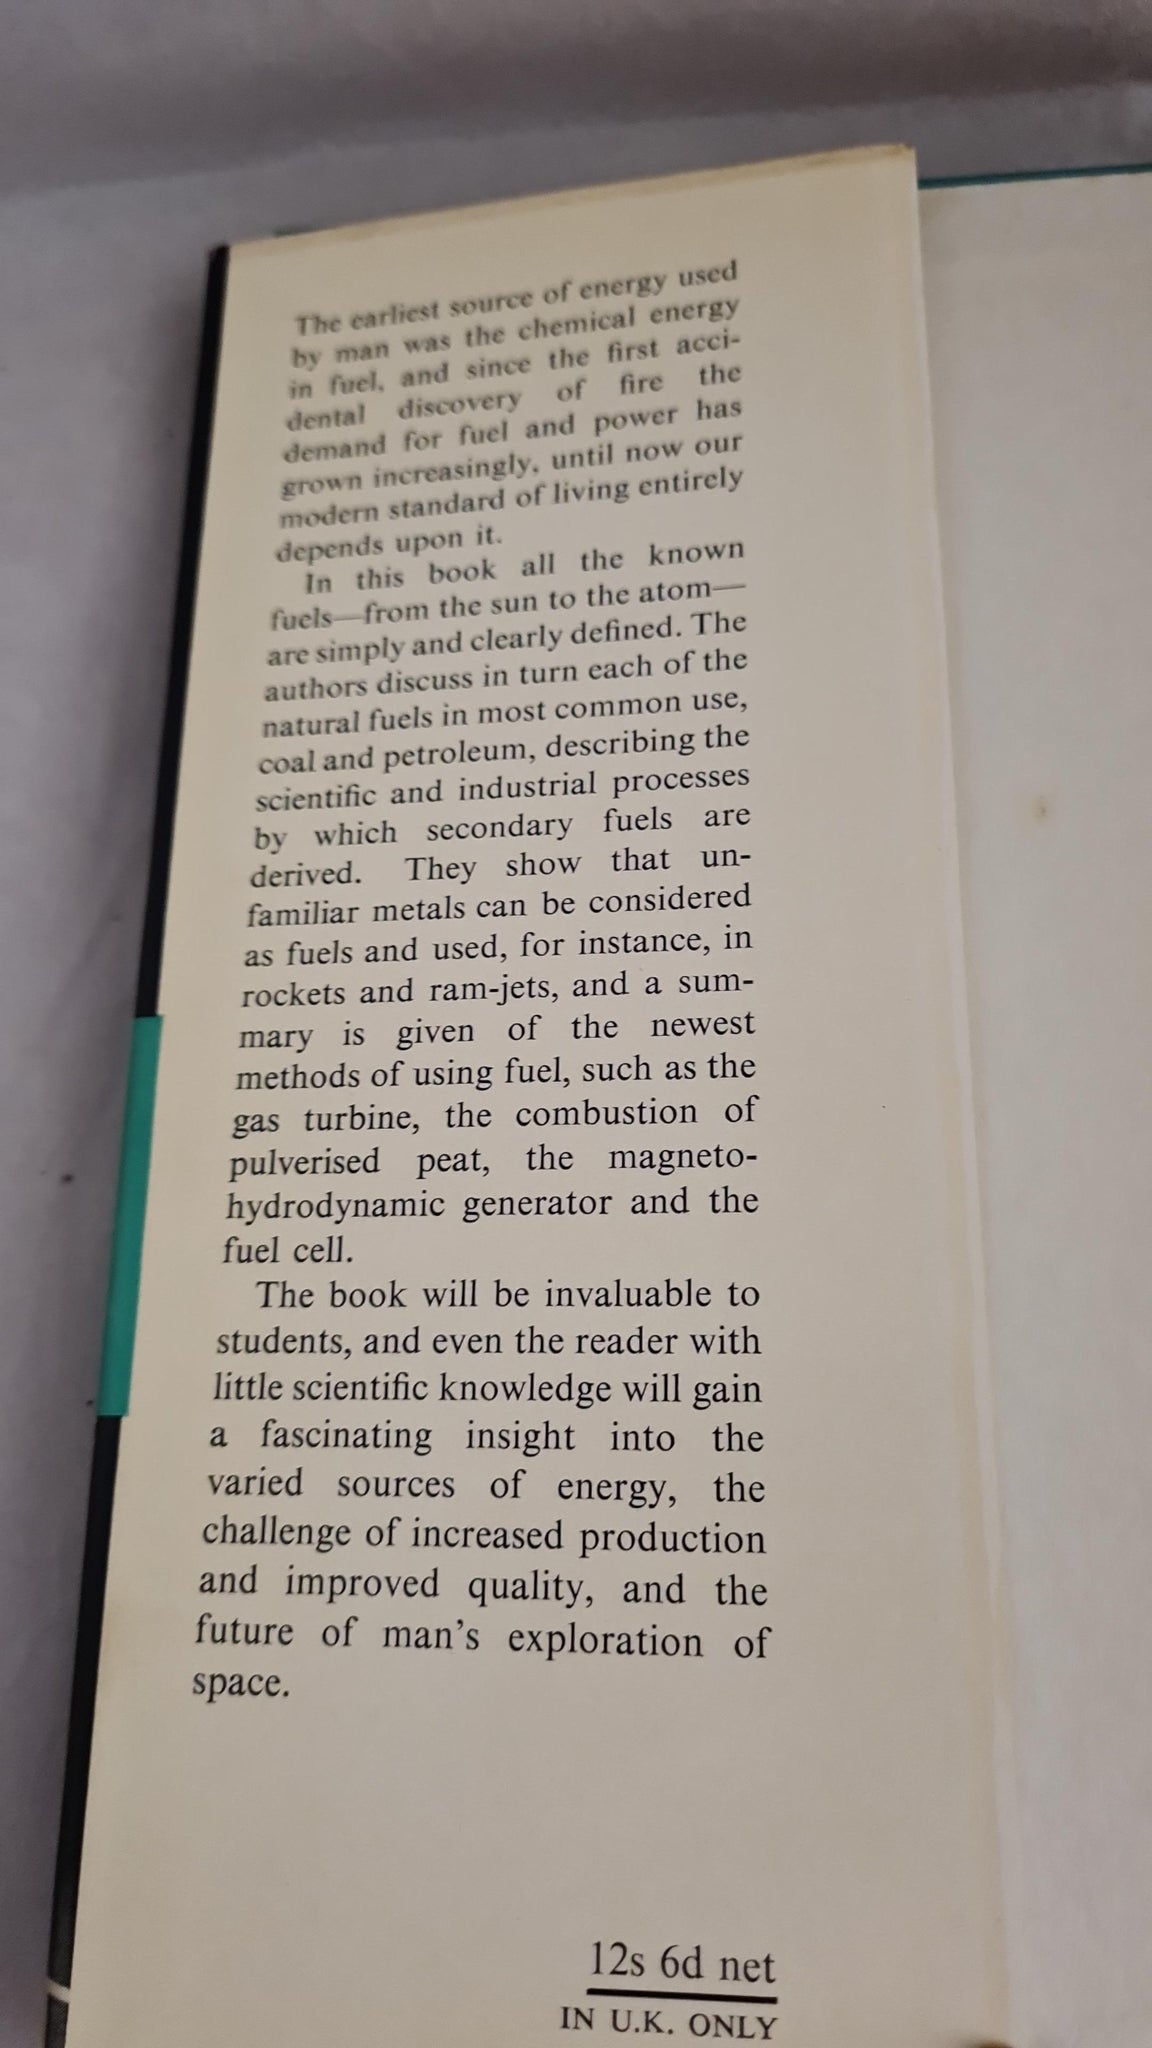 The earliest source of energy used
by man was the chemical energy
in fuel, and since the first acci-
dental discovery of fire the
demand for fuel and power has
grown increasingly, until now our
modern standard of living entirely
depends upon it.
In this book all the known
fuels—from the sun to the atom—
are simply and clearly defined. The
authors discuss in turn each of the
natural fuels in most common use,
coal and petroleum, describing the
scientific and industrial processes
by which secondary fuels are
derived. They show that un-
familiar metals can be considered
as fuels and used, for instance, in
rockets and ram-jets, and a sum-
mary is given of the newest
methods of using fuel, such as the
gas turbine, the combustion of
pulverised peat, the magneto-
hydrodynamic generator and the
fuel cell.
The book will be invaluable to
students, and even the reader with
little scientific knowledge will gain
a fascinating insight into the
varied sources of energy, the
challenge of increased production
and improved quality, and the
future of man's exploration of
space.
12s 6d net
IN U.K. ONLY